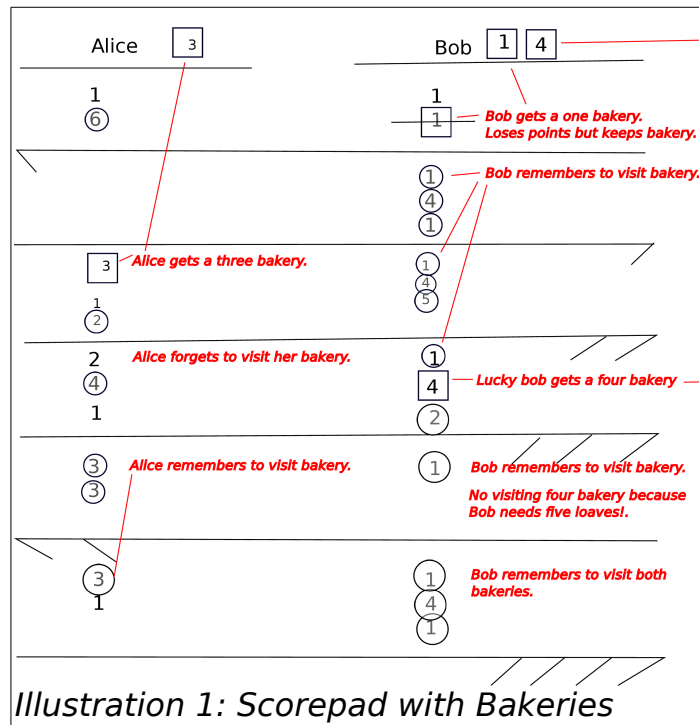 Alice 3
Bob 1 4
1
6
1
1
Bob gets a one bakery.
Loses points but keeps bakery.
1
4
1
Bob remembers to visit bakery.
3
Alice gets a three bakery.
1
2
1
4
5
2
Alice forgets to visit her bakery.
4
1
1
4
Lucky bob gets a four bakery
2
3
Alice remembers to visit bakery.
3
1
Bob remembers to visit bakery.
No visiting four bakery because
Bob needs five loaves!.
3
1
1
4
1
Bob remembers to visit both
bakeries.
Illustration 1: Scorepad with Bakeries